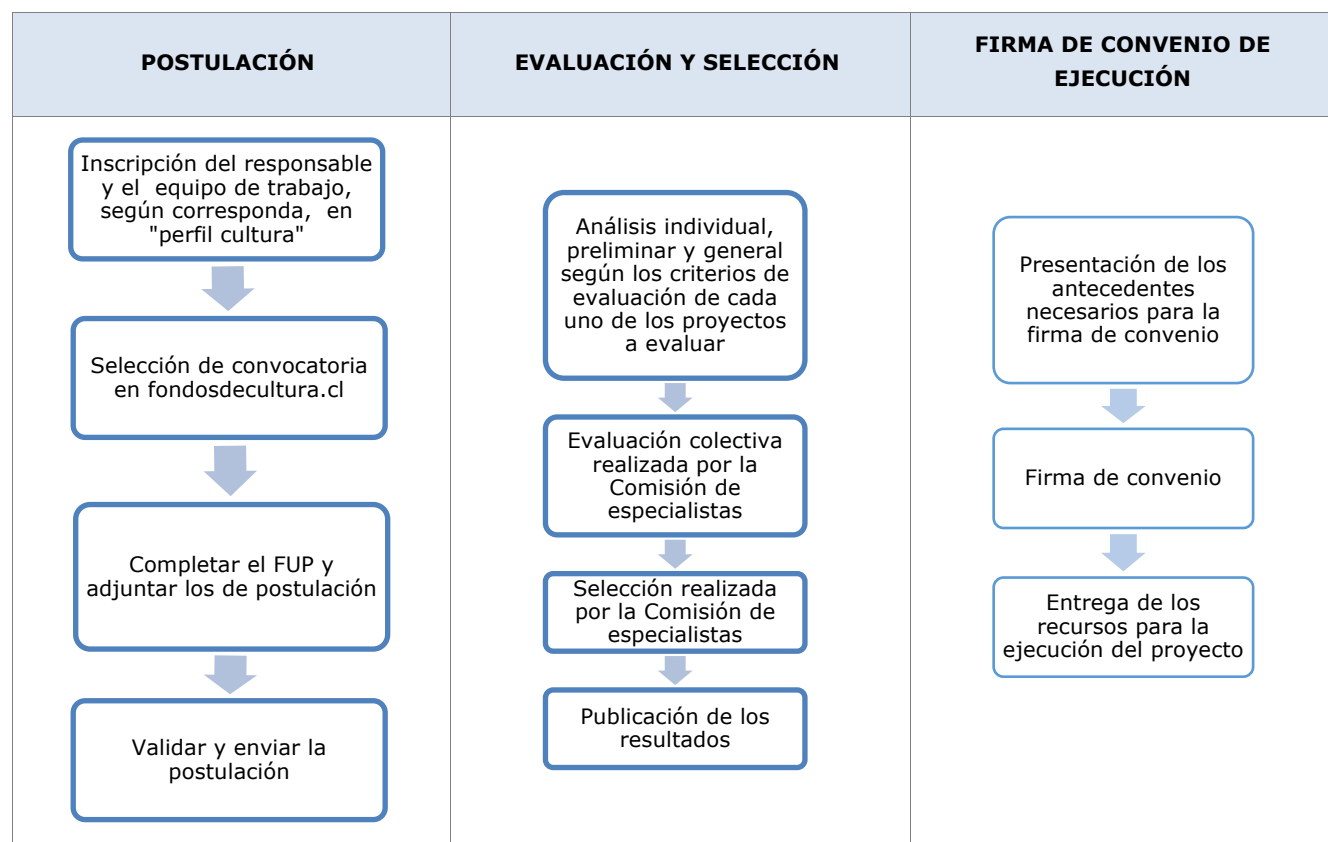 POSTULACIÓN
EVALUACIÓN Y SELECCIÓN
FIRMA DE CONVENIO DE
EJECUCIÓN
Inscripción del responsable
y el equipo de trabajo,
según corresponda, en
"perfil cultura"
Selección de convocatoria
en fondosdecultura.cl
Completar el FUP y
adjuntar los de postulación
Validar y enviar la
postulación
Análisis individual,
preliminar y general
según los criterios de
evaluación de cada
uno de los proyectos
a evaluar
Evaluación colectiva
realizada por la
Comisión de
especialistas
Selección realizada
por la Comisión de
especialistas
Publicación de los
resultados
Presentación de los
antecedentes
necesarios para la
firma de convenio
Firma de convenio
Entrega de los
recursos para la
ejecución del proyecto